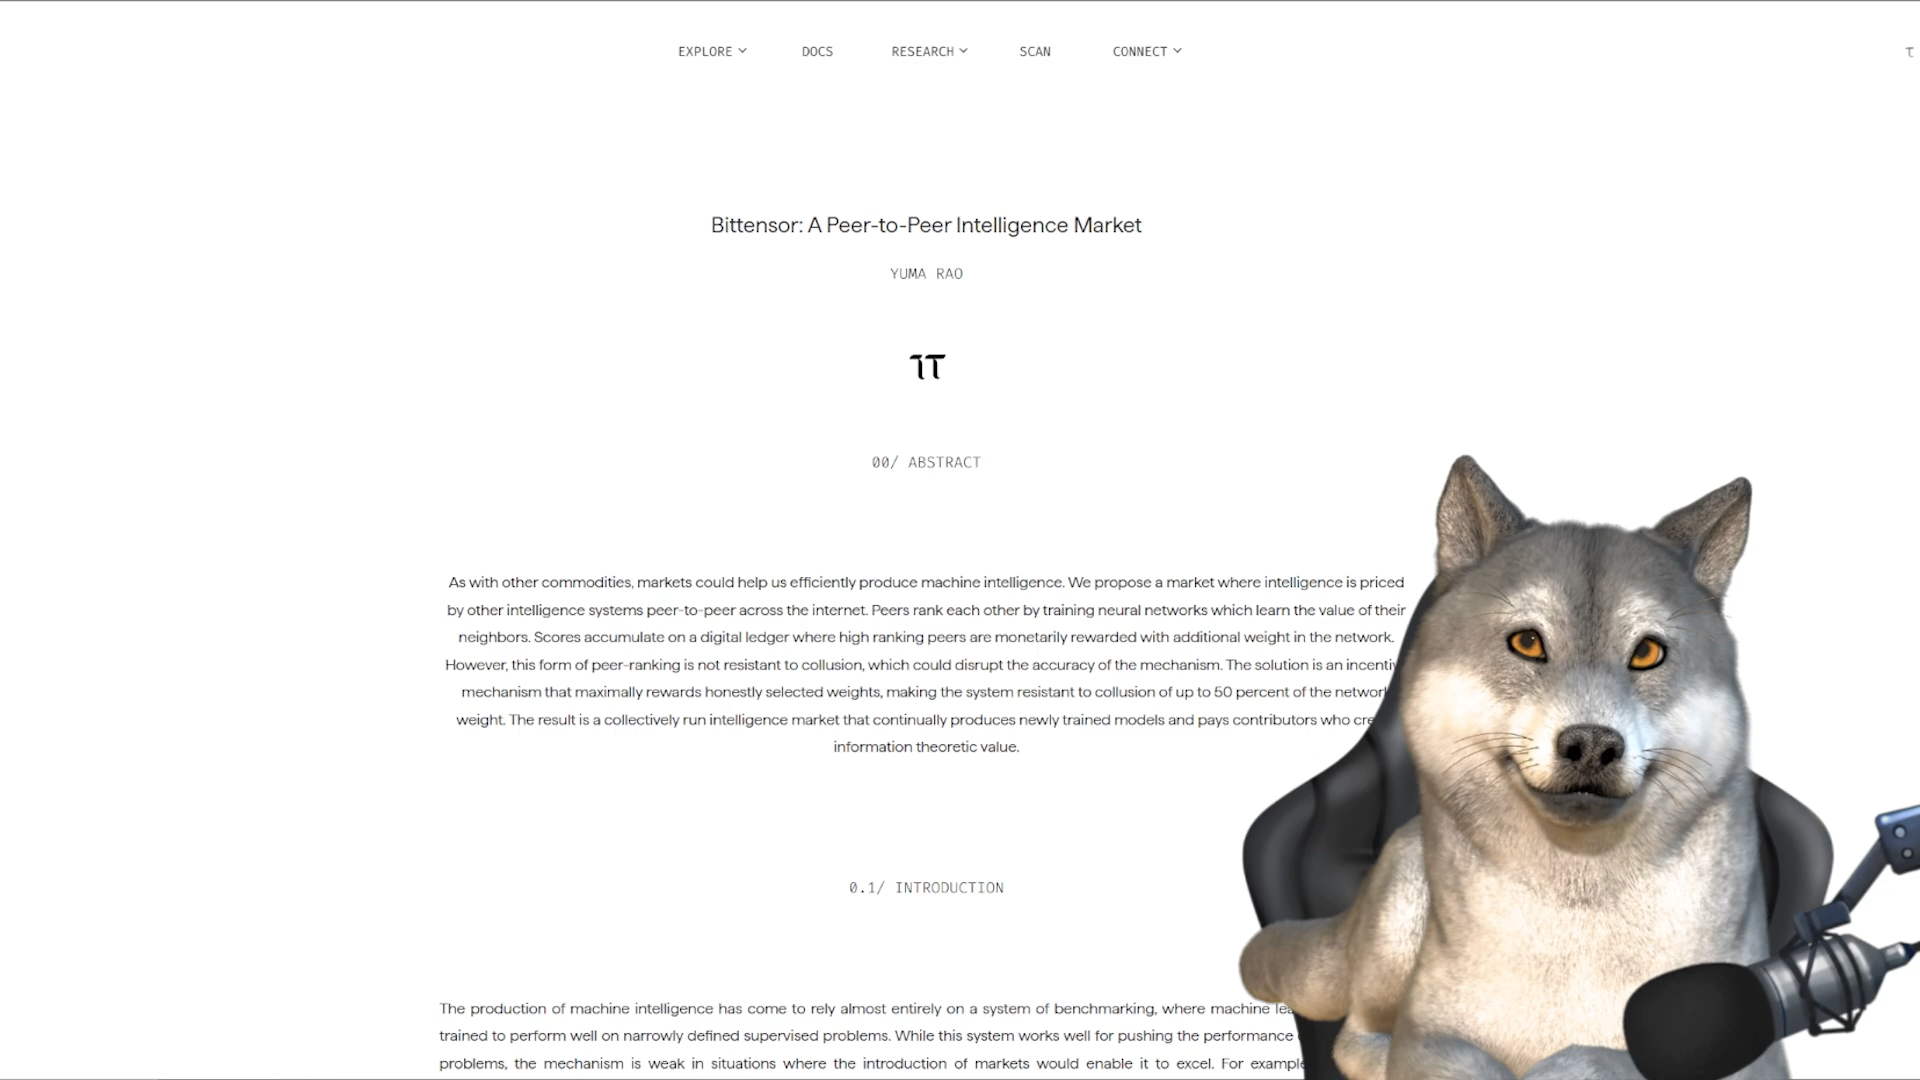 EXPLORE DOCS RESEARCH SCAN CONNECT τ
Bittensor: A Peer-to-Peer Intelligence Market
YUMA RAO
00/ ABSTRACT
As with other commodities, markets could help us efficiently produce machine intelligence. We propose a market where intelligence is priced
by other intelligence systems peer-to-peer across the internet. Peers rank each other by training neural networks which learn the value of their
neighbors. Scores accumulate on a digital ledger where high ranking peers are monetarily rewarded with additional weight in the network.
However, this form of peer-ranking is not resistant to collusion, which could disrupt the accuracy of the mechanism. The solution is an
mechanism that maximally rewards honestly selected weights, making the system resistant to collusion of up to 50 percent of the
weight. The result is a collectively run intelligence market that continually produces newly trained models and pays contributors who
information theoretic value.
0.1/ INTRODUCTION
The production of machine intelligence has come to rely almost entirely on a system of benchmarking, where machine
trained to perform well on narrowly defined supervised problems. While this system works well for pushing the performance
problems, the mechanism is weak in situations where the introduction of markets would enable it to excel. For